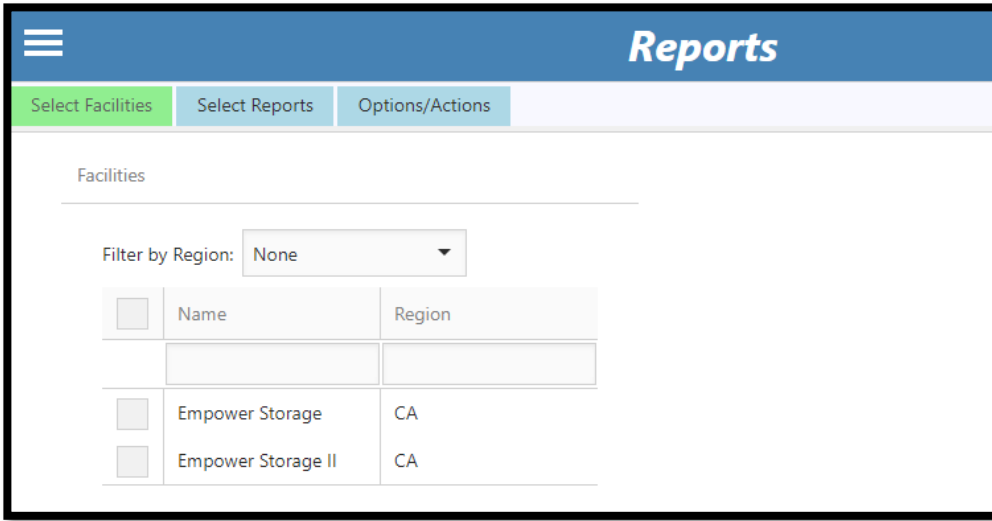 Reports
Select Facilities Select Reports Options/Actions
Facilities
Filter by Region: None
Name Region
Empower Storage CA
Empower Storage II CA